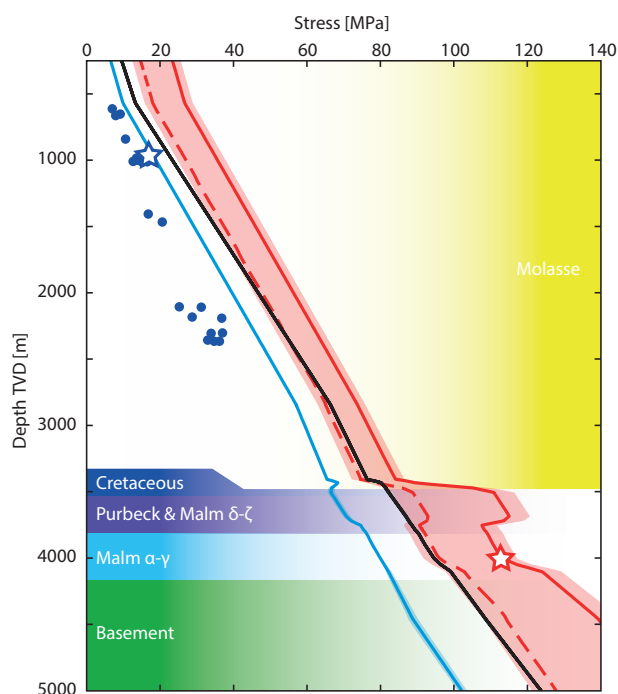 Stress [MPa]
0 20 40 60 80 100 120 140
1000
2000
3000
4000
5000
Depth TVD [m]
Molasse
Cretaceous
Purbeck & Malm δ-ζ
Malm α-γ
Basement